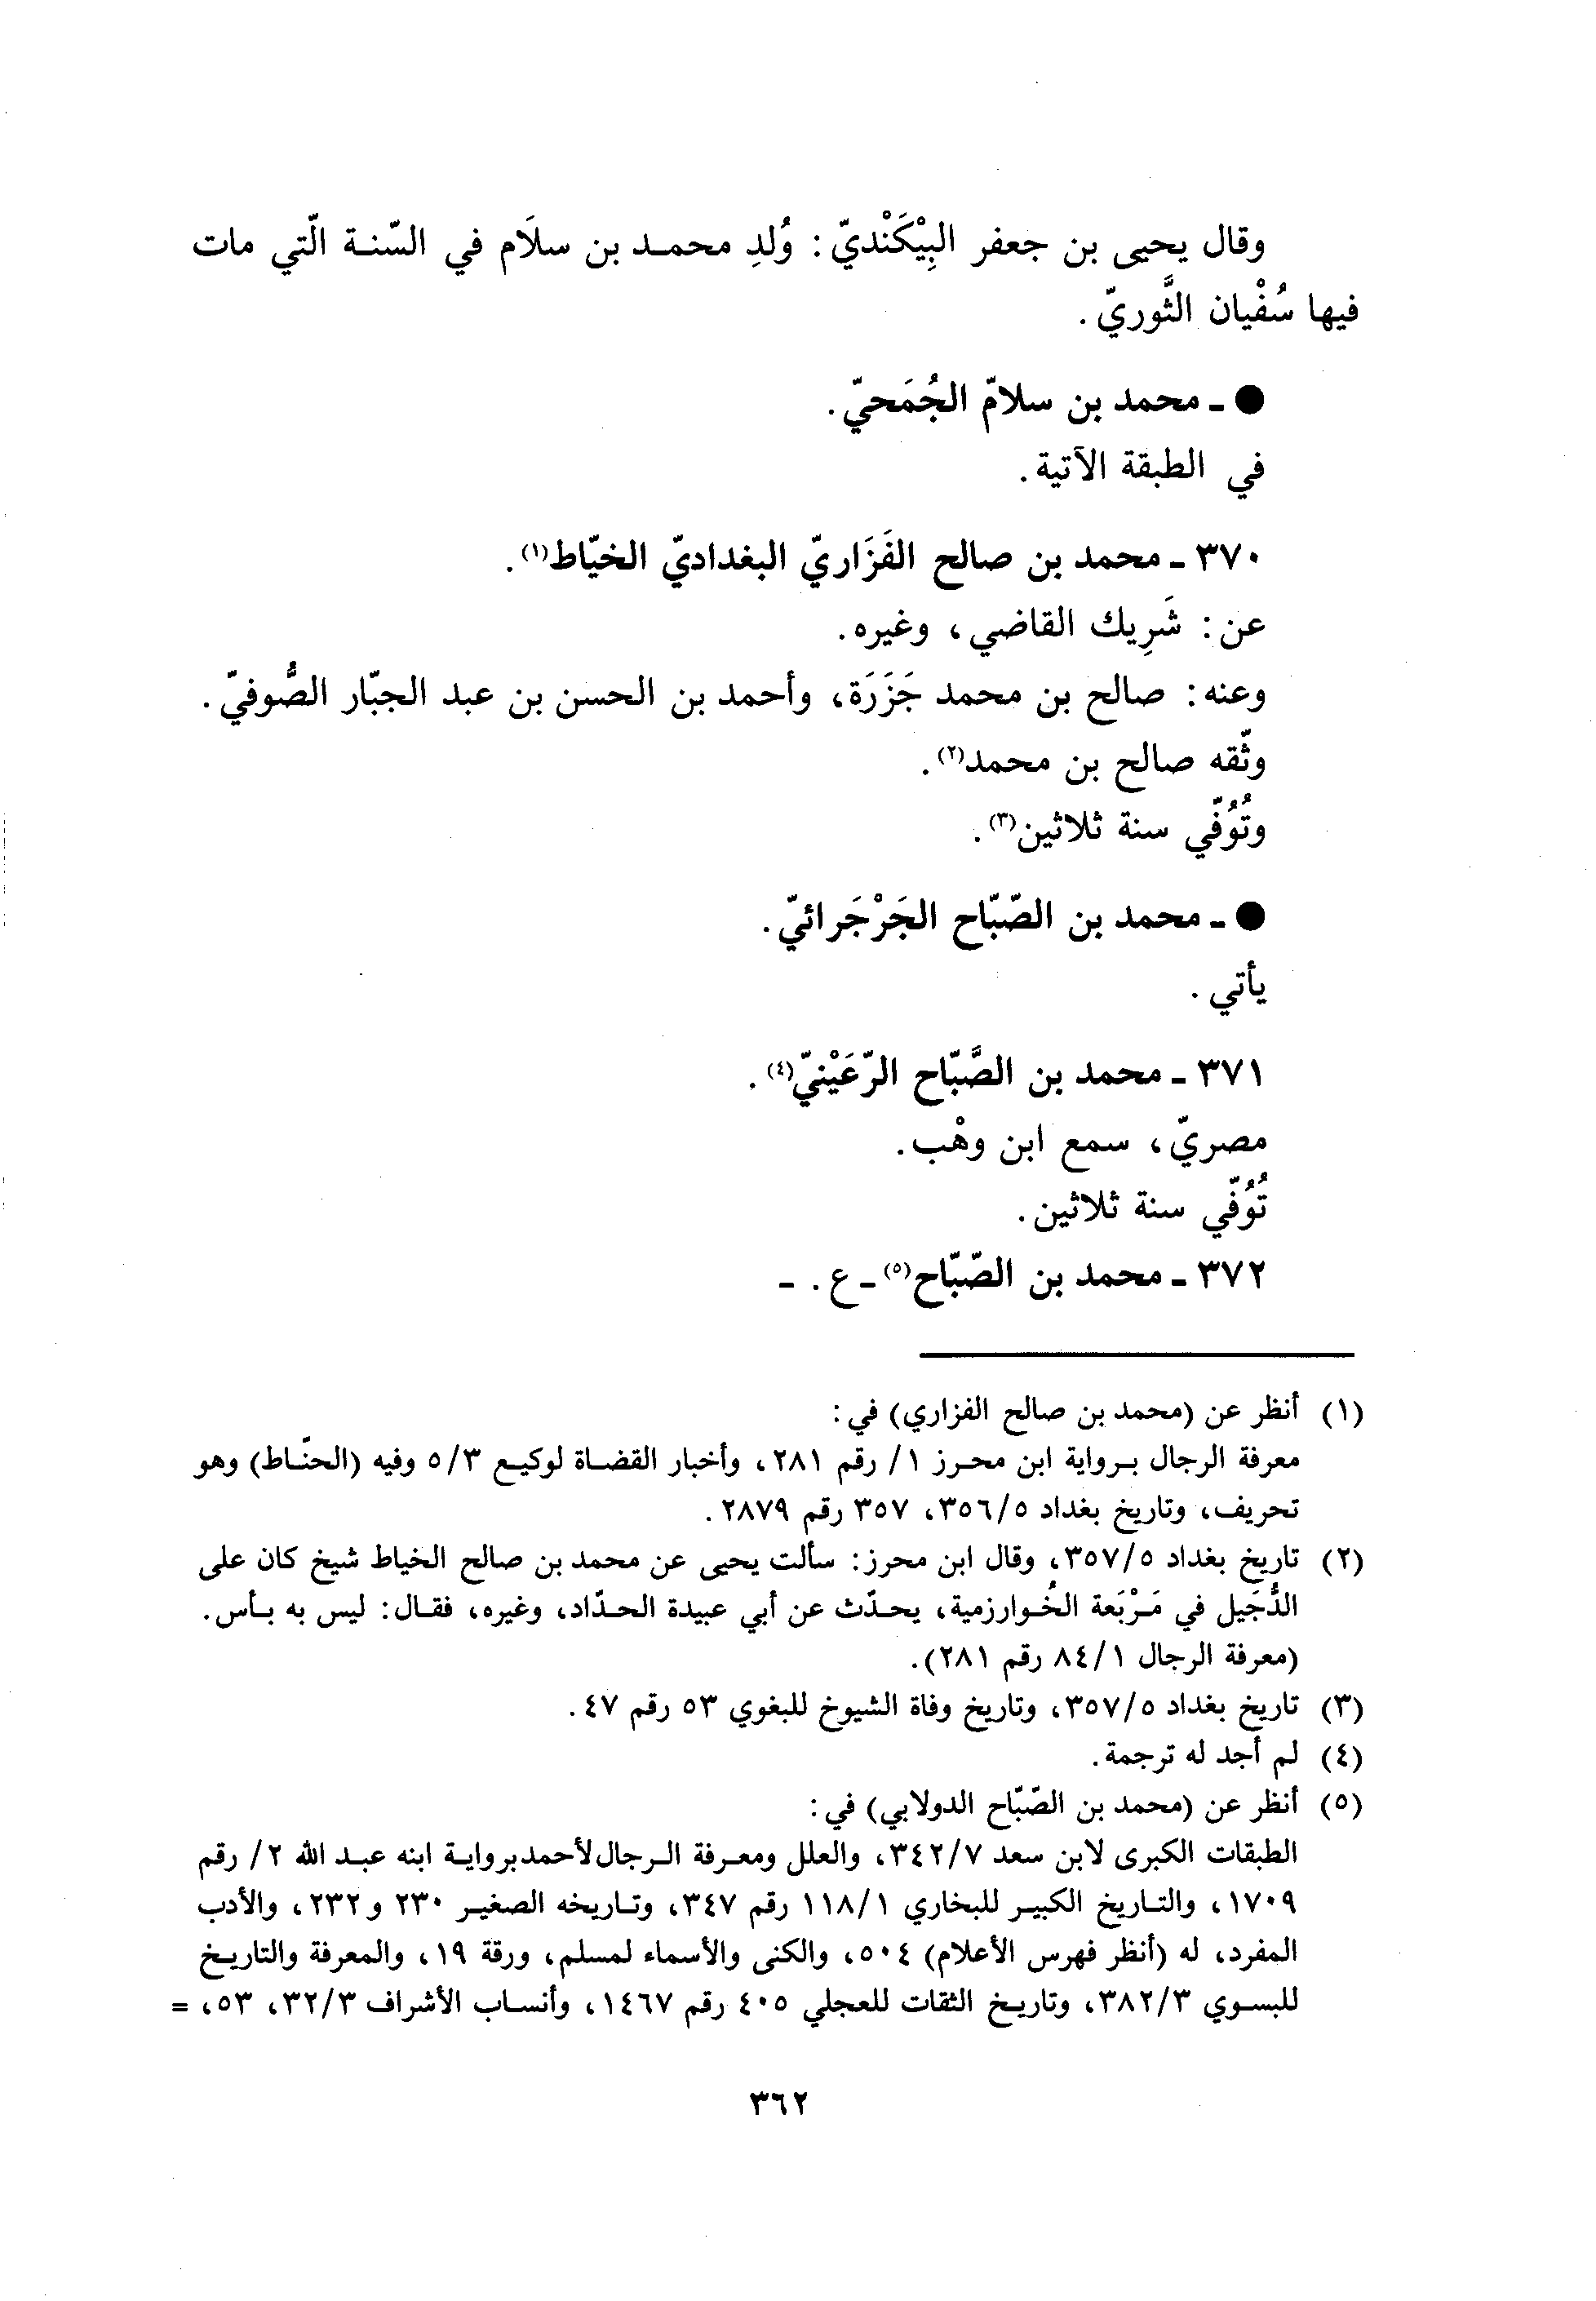 وقال يحيى بن جعفر البِيْكَنْديّ: وُلدِ محمد بن سلاَم في السّنة الّتي مات
فيها سُفْيان الثَّوريّ.
● ـ محمد بن سلامّ الجُمَحيّ.
في الطبقة الآتية.
٣٧٠ ـ محمد بن صالح الفَزَاريّ البغداديّ الخيّاط(١).
عن: شَرِيك القاضي، وغيره.
وعنه: صالح بن محمد جَزَرَة، وأحمد بن الحسن بن عبد الجبّار الصُّوفيّ.
وثّقه صالح بن محمد(٢).
وتُوُفّي سنة ثلاثين(٣).
● ـ محمد بن الصّبّاح الجَرْجَرائيّ.
يأتي.
٣٧١ ـ محمد بن الصَّبّاح الرّعَيْنيّ(٤).
مصريّ، سمع ابن وهْب.
تُوُفّي سنة ثلاثين.
٣٧٢ ـ محمد بن الصّبّاح(٥) ـ ع. ـ
(١) أنظر عن (محمد بن صالح الفزاري) في:
معرفة الرجال برواية ابن محرز ١/ رقم ٢٨١، وأخبار القضاة لوكيع ٥/٣ وفيه (الحنّاط) وهو
تحريف، وتاريخ بغداد ٣٥٦/٥، ٣٥٧ رقم ٢٨٧٩.
(٢) تاريخ بغداد ٣٥٧/٥، وقال ابن محرز: سألت يحيى عن محمد بن صالح الخياط شيخ كان على
الدُّجَيل في مَرْبَعة الخُوارزمية، يحدّث عن أبي عبيدة الحدّاد، وغيره، فقال: ليس به بأس.
(معرفة الرجال ٨٤/١ رقم ٢٨١).
(٣) تاريخ بغداد ٣٥٧/٥، وتاريخ وفاة الشيوخ للبغوي ٥٣ رقم ٤٧.
(٤) لم أجد له ترجمة.
(٥) أنظر عن (محمد بن الصّبّاح الدولابي) في:
الطبقات الكبرى لابن سعد ٣٤٢/٧، والعلل ومعرفة الرجال لأحمد برواية ابنه عبد الله ٢/ رقم
١٧٠٩، والتاريخ الكبير للبخاري ١١٨/١ رقم ٣٤٧، وتاريخه الصغير ٢٣٠ و٢٣٢، والأدب
المفرد، له (أنظر فهرس الأعلام) ٥٠٤، والكنى والأسماء لمسلم، ورقة ١٩، والمعرفة والتاريخ
للبسوي ٣٨٢/٣، وتاريخ الثقات للعجلي ٤٠٥ رقم ١٤٦٧، وأنساب الأشراف ٣٢/٣، ٥٣، =
٣٦٢